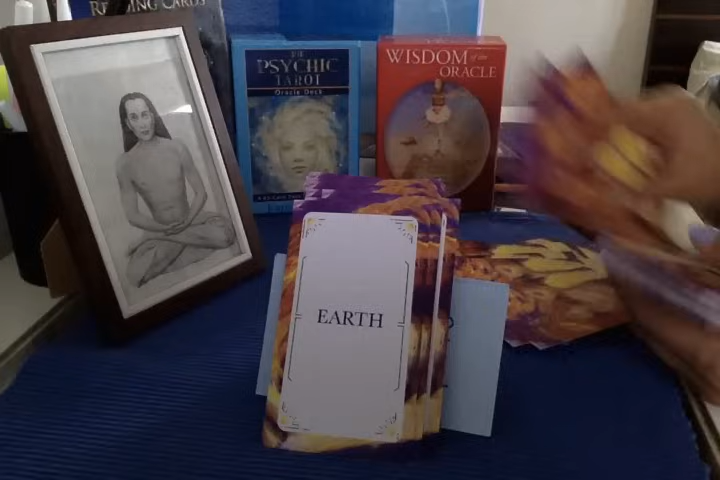 READING CARDS
THE
PSYCHIC
TAROT
Oracle Deck
WISDOM of the
ORACLE
EARTH